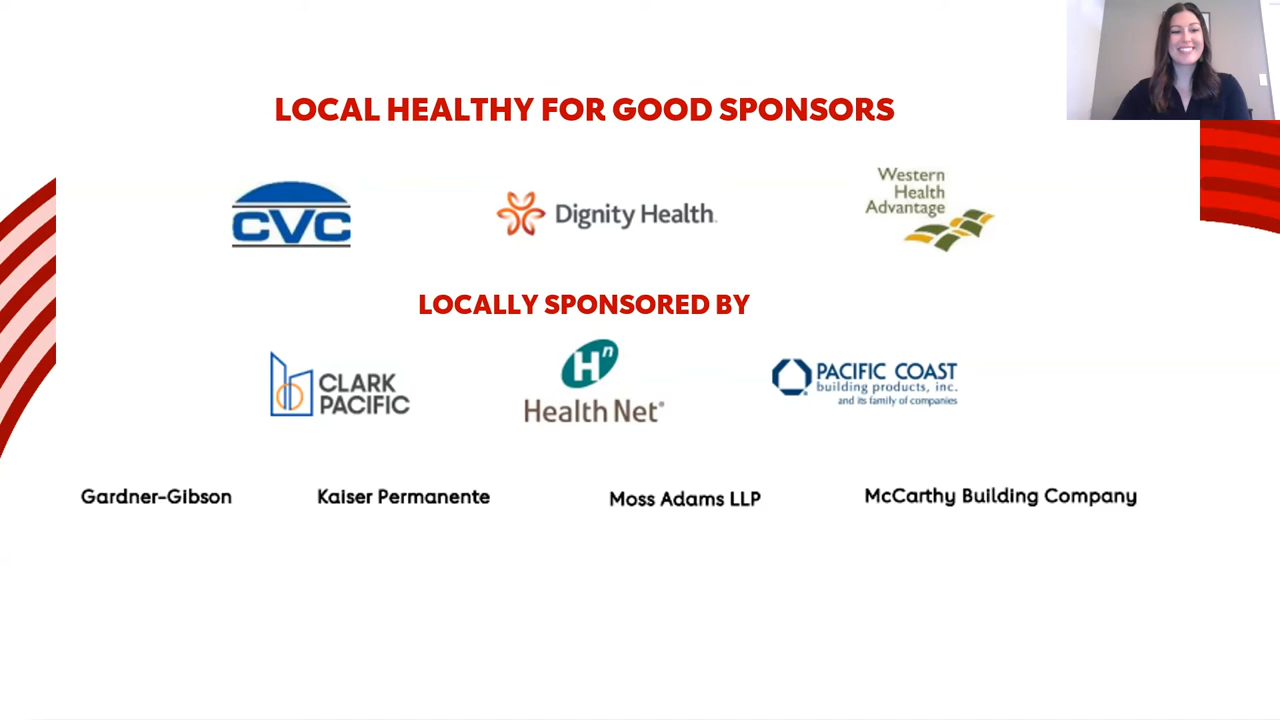 LOCAL HEALTHY FOR GOOD SPONSORS
CVC
Dignity Health
Western
Health
Advantage
LOCALLY SPONSORED BY
CLARK
PACIFIC
Hn
Health Net®
PACIFIC COAST
building products, inc.
and its family of companies
Gardner-Gibson
Kaiser Permanente
Moss Adams LLP
McCarthy Building Company